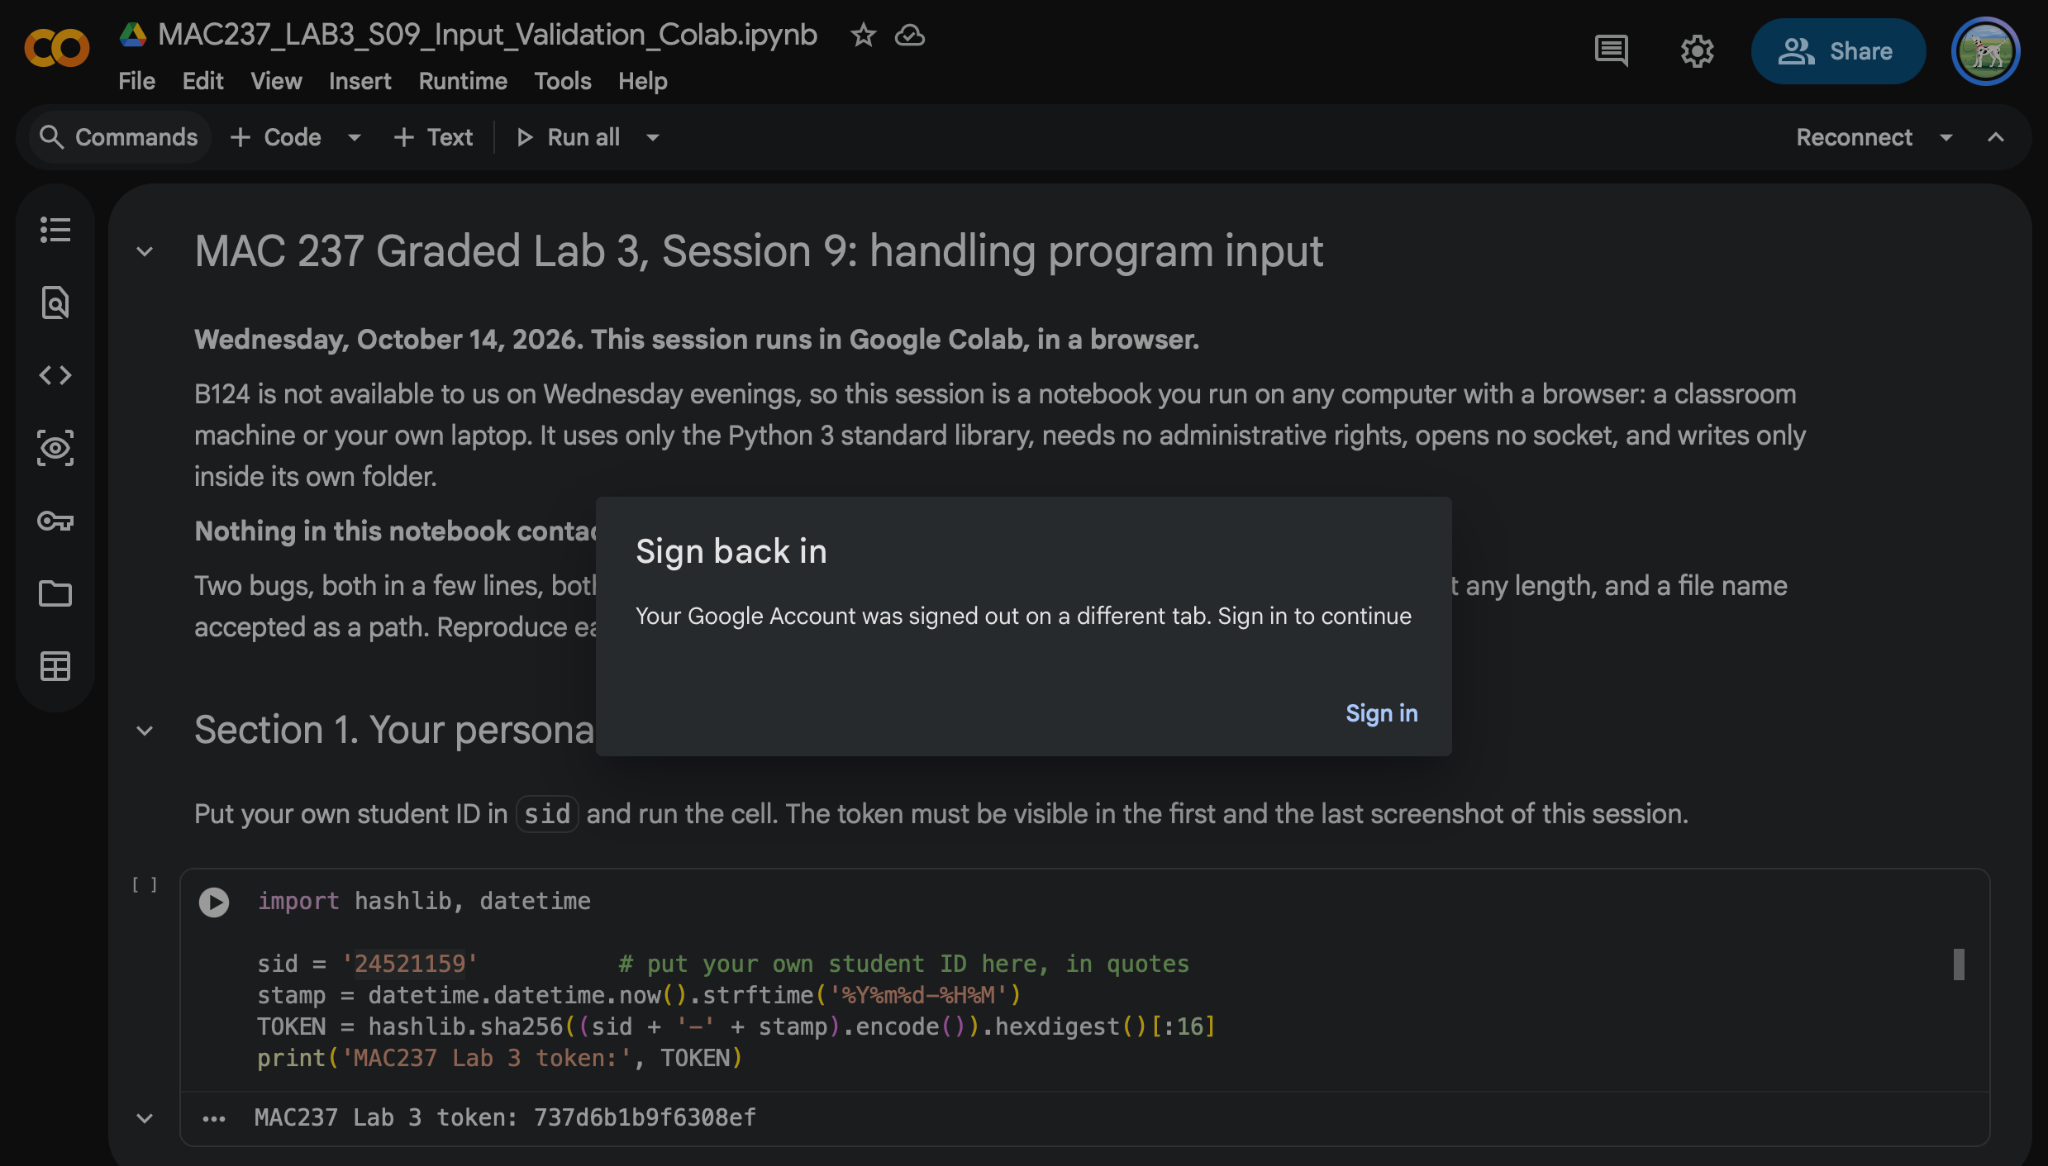 MAC237_LAB3_S09_Input_Validation_Colab.ipynb
File Edit View Insert Runtime Tools Help
Share
Commands + Code + Text Run all Reconnect
MAC 237 Graded Lab 3, Session 9: handling program input
Wednesday, October 14, 2026. This session runs in Google Colab, in a browser.
B124 is not available to us on Wednesday evenings, so this session is a notebook you run on any computer with a browser: a classroom
machine or your own laptop. It uses only the Python 3 standard library, needs no administrative rights, opens no socket, and writes only
inside its own folder.
Nothing in this notebook
Two bugs, both in a few lines, any length, and a file name
accepted as a path. Reproduce
Sign back in
Your Google Account was signed out on a different tab. Sign in to continue
Sign in
Section 1. Your
Put your own student ID in sid and run the cell. The token must be visible in the first and the last screenshot of this session.
[ ]
import hashlib, datetime
sid = '24521159' # put your own student ID here, in quotes
stamp = datetime.datetime.now().strftime('%Y%m%d-%H%M')
TOKEN = hashlib.sha256((sid + '-' + stamp).encode()).hexdigest()[:16]
print('MAC237 Lab 3 token:', TOKEN)
MAC237 Lab 3 token: 737d6b1b9f6308ef